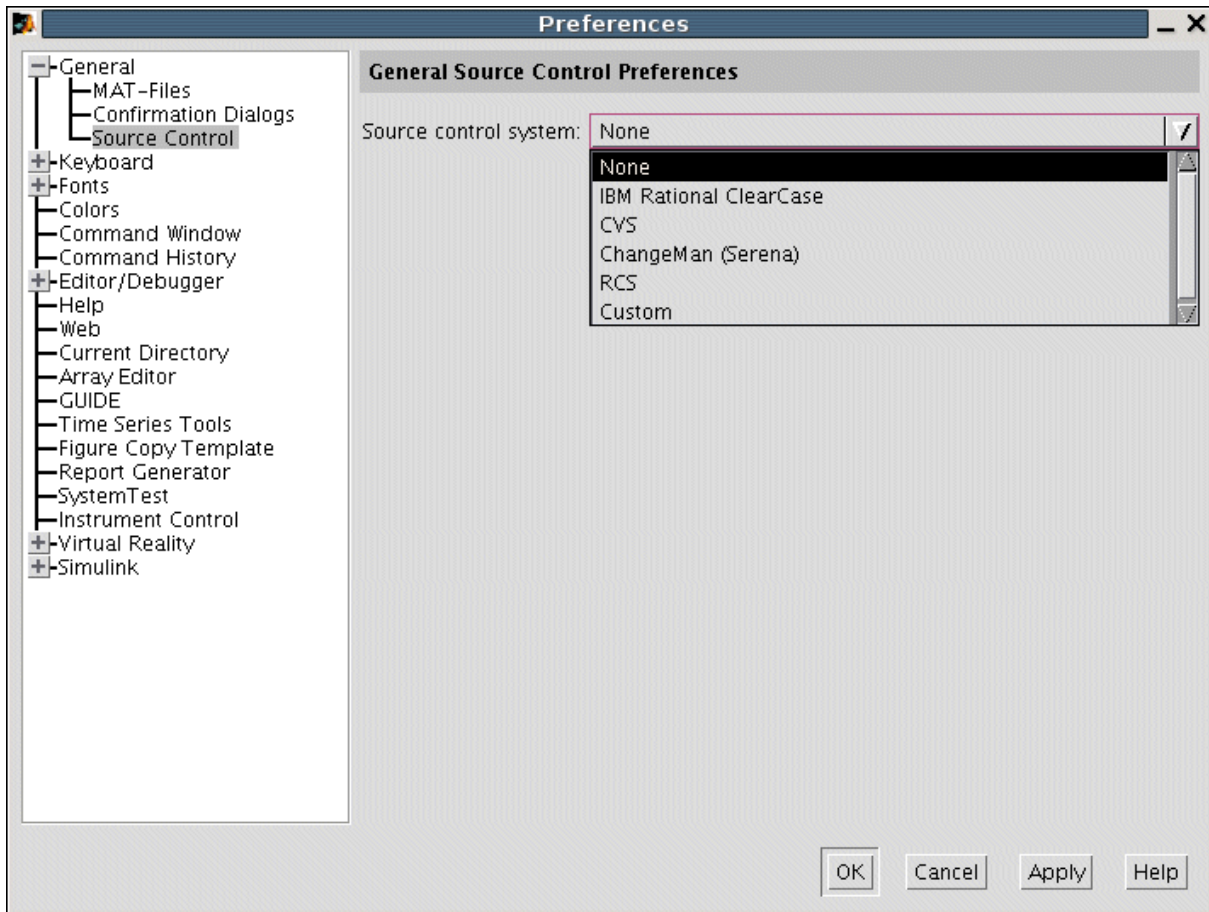 Preferences
General
MAT-Files
Confirmation Dialogs
Source Control
Keyboard
Fonts
Colors
Command Window
Command History
Editor/Debugger
Help
Web
Current Directory
Array Editor
GUIDE
Time Series Tools
Figure Copy Template
Report Generator
SystemTest
Instrument Control
Virtual Reality
Simulink
General Source Control Preferences
Source control system: None
None
IBM Rational ClearCase
CVS
ChangeMan (Serena)
RCS
Custom
OK Cancel Apply Help